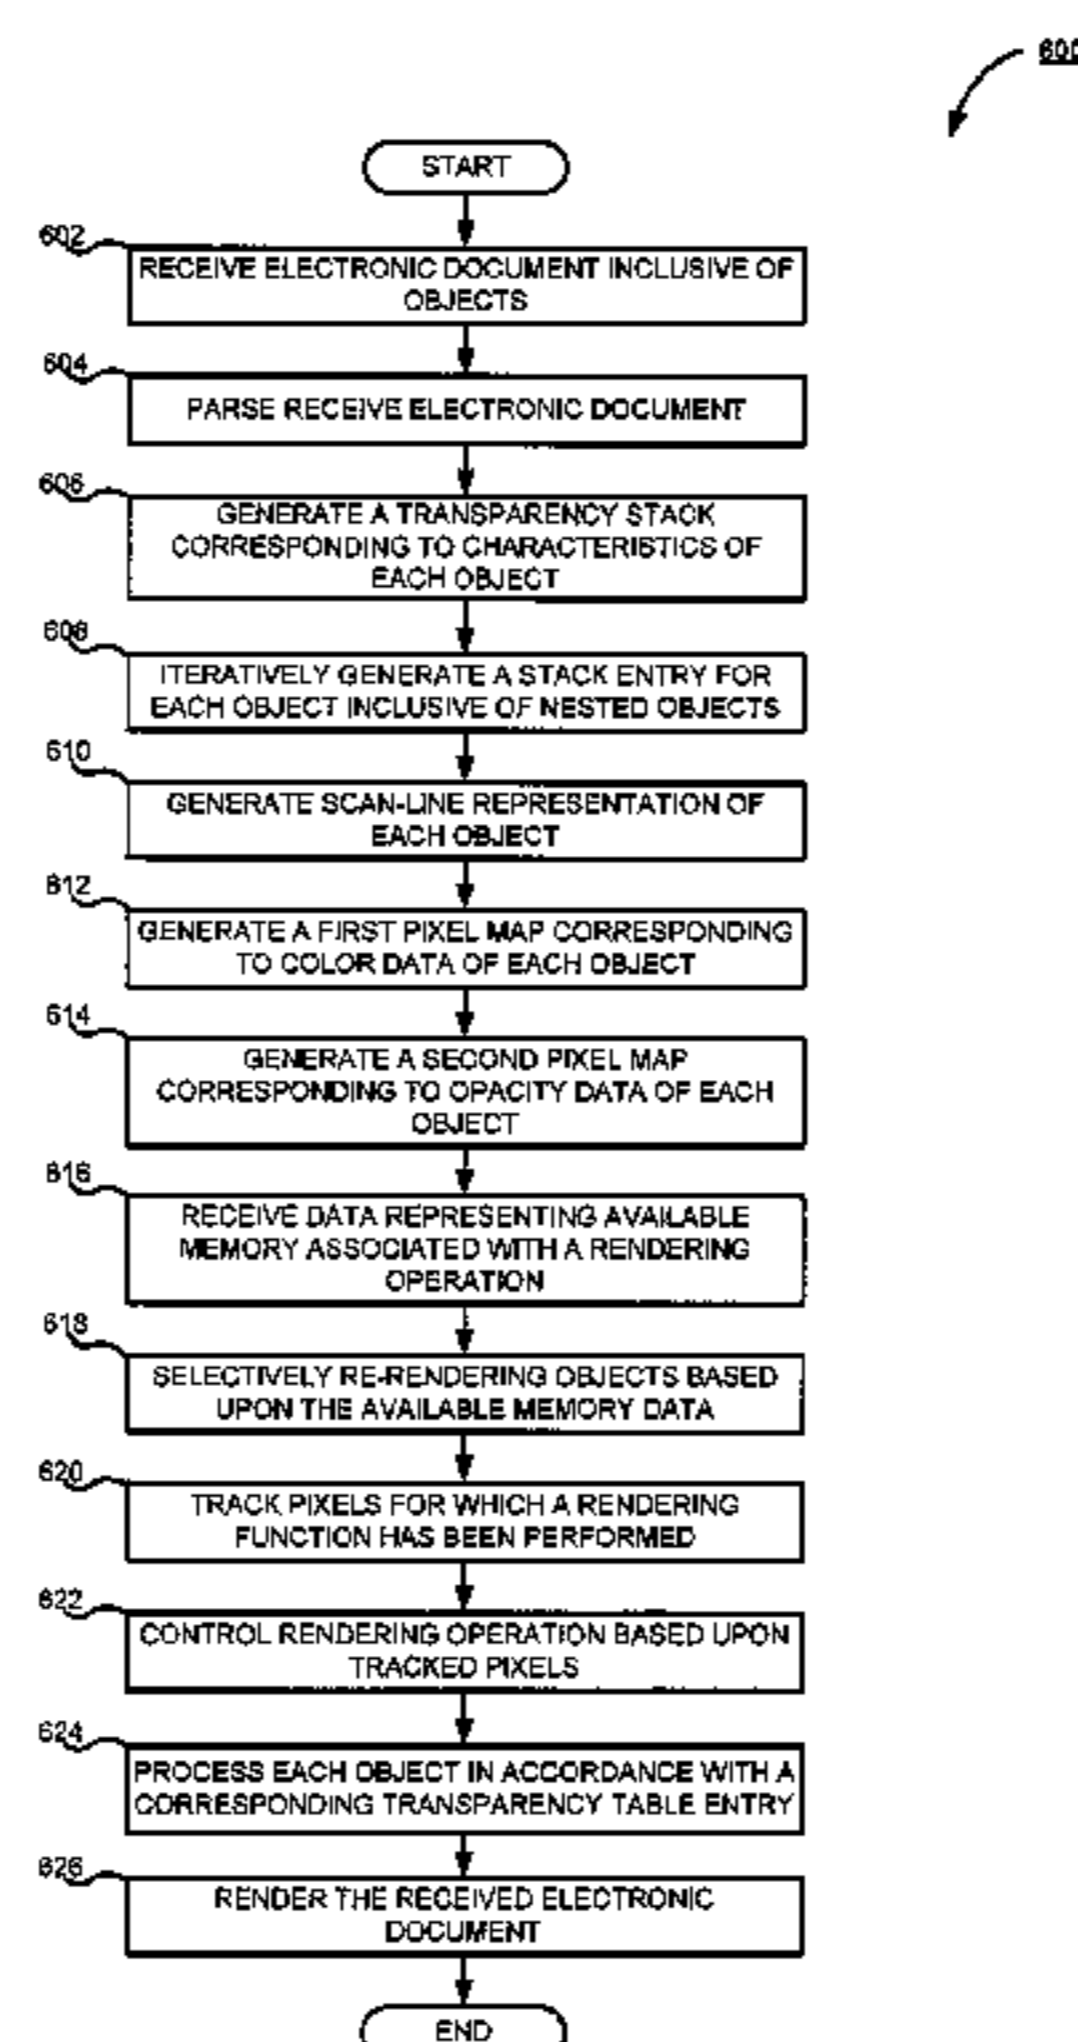 600
START
602
RECEIVE ELECTRONIC DOCUMENT INCLUSIVE OF
OBJECTS
604
PARSE RECEIVE ELECTRONIC DOCUMENT
606
GENERATE A TRANSPARENCY STACK
CORRESPONDING TO CHARACTERISTICS OF
EACH OBJECT
608
ITERATIVELY GENERATE A STACK ENTRY FOR
EACH OBJECT INCLUSIVE OF NESTED OBJECTS
610
GENERATE SCAN-LINE REPRESENTATION OF
EACH OBJECT
612
GENERATE A FIRST PIXEL MAP CORRESPONDING
TO COLOR DATA OF EACH OBJECT
614
GENERATE A SECOND PIXEL MAP
CORRESPONDING TO OPACITY DATA OF EACH
OBJECT
616
RECEIVE DATA REPRESENTING AVAILABLE
MEMORY ASSOCIATED WITH A RENDERING
OPERATION
618
SELECTIVELY RE-RENDERING OBJECTS BASED
UPON THE AVAILABLE MEMORY DATA
620
TRACK PIXELS FOR WHICH A RENDERING
FUNCTION HAS BEEN PERFORMED
622
CONTROL RENDERING OPERATION BASED UPON
TRACKED PIXELS
624
PROCESS EACH OBJECT IN ACCORDANCE WITH A
CORRESPONDING TRANSPARENCY TABLE ENTRY
626
RENDER THE RECEIVED ELECTRONIC
DOCUMENT
END